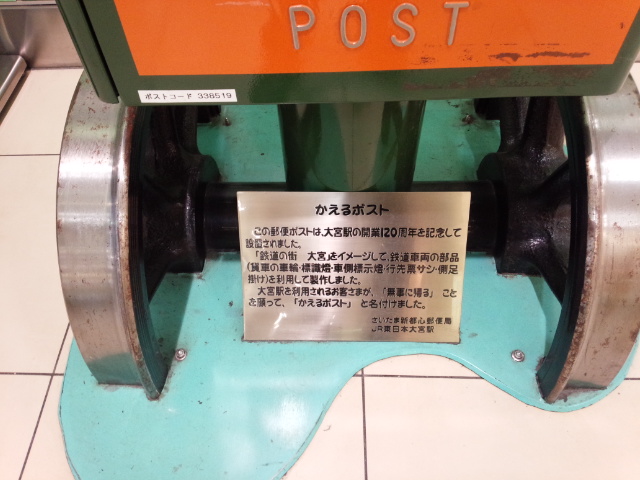 POST
ポストコード 338519
かえるポスト
この郵便ポストは、大宮駅の開業120周年を記念して
設置されました。
「鉄道の街 大宮」をイメージして、鉄道車両の部品
(貨車の車輪・標識燈・車側標示燈・行先票サシ・側足
掛け)を利用して製作しました。
大宮駅を利用されるお客さまが、「無事に帰る」 こと
を願って、「かえるポスト」 と名付けました。
さいたま新都心郵便局
JR東日本大宮駅